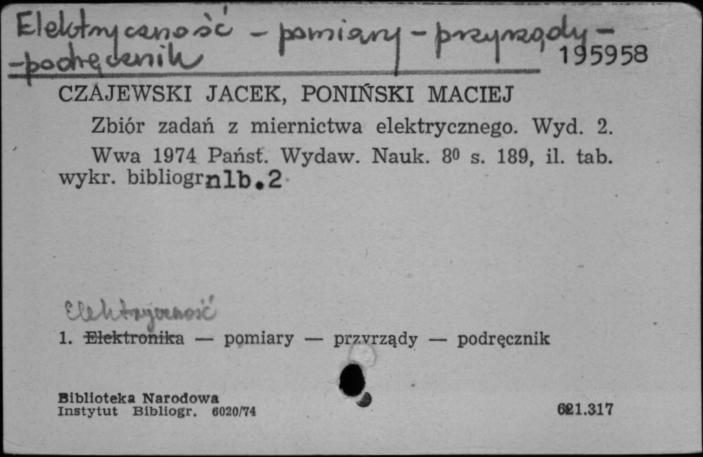 Elektryczność - pomiary - przyrządy -
- podręcznik
195958
CZAJEWSKI JACEK, PONIŃSKI MACIEJ
Zbiór zadań z miernictwa elektrycznego. Wyd. 2.
Wwa 1974 Państ. Wydaw. Nauk. 8⁰ s. 189, il. tab.
wykr. bibliogr nlb.2
Elektryczność
1. Elektronika — pomiary — przyrządy — podręcznik
Biblioteka Narodowa
Instytut Bibliogr. 6020/74
621.317